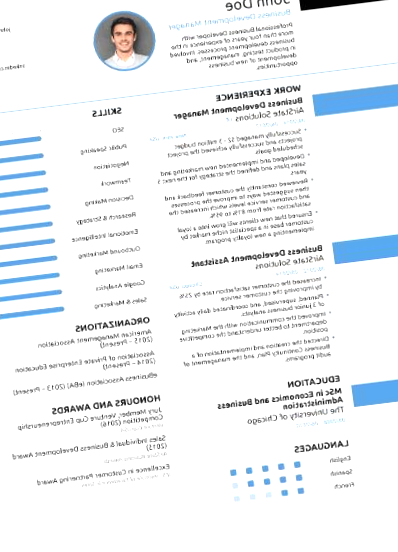 John Doe
Business Development Manager
Professional Business Developer with
more than four years of experience in the
business development processes. Involved
in product testing, management, and
development of new business
opportunities.
WORK EXPERIENCE
Business Development Manager
AirState Solutions
Successfully managed $2 - 3 million budget
projects and successfully achieved the project
scheduled goals.
Developed and implemented new marketing and
sales plans and defined the strategy for the next 5
years.
Reviewed constantly the customer feedback and
then suggested ways to improve the processes
and customer service levels which increased the
satisfaction rate from 81% to 95%.
Ensured that new clients will grow into a loyal
customer base in a specialist niche market by
implementing a new loyalty program.
Business Development Assistant
AirState Solutions
Increased the customer satisfaction rate by 25%
by improving the customer service.
Planned, supervised, and coordinated daily activity
of 3 junior business analysts.
Improved the communication with the Marketing
department to better understand the competitive
position.
Directed the creation and implementation of a
Business Continuity Plan, and the management of
audit programs.
EDUCATION
MSc in Economics and Business
Administration
The University of Chicago
LANGUAGES
English
Spanish
French
SKILLS
SEO
Public Speaking
Negotiation
Teamwork
Decision Making
Research & Strategy
Emotional Intelligence
Outbound Marketing
Email Marketing
Google Analytics
Sales & Marketing
ORGANIZATIONS
American Management Association
(2015 – Present)
Association of Private Enterprise Education
(2014 – Present)
eBusiness Association (eBA) (2013 – Present)
HONOURS AND AWARDS
Jury Member, Venture Cup Entrepreneurship
Competition (2016)
Sales Individual & Business Development Award
(2015)
Excellence in Customer Partnering Award